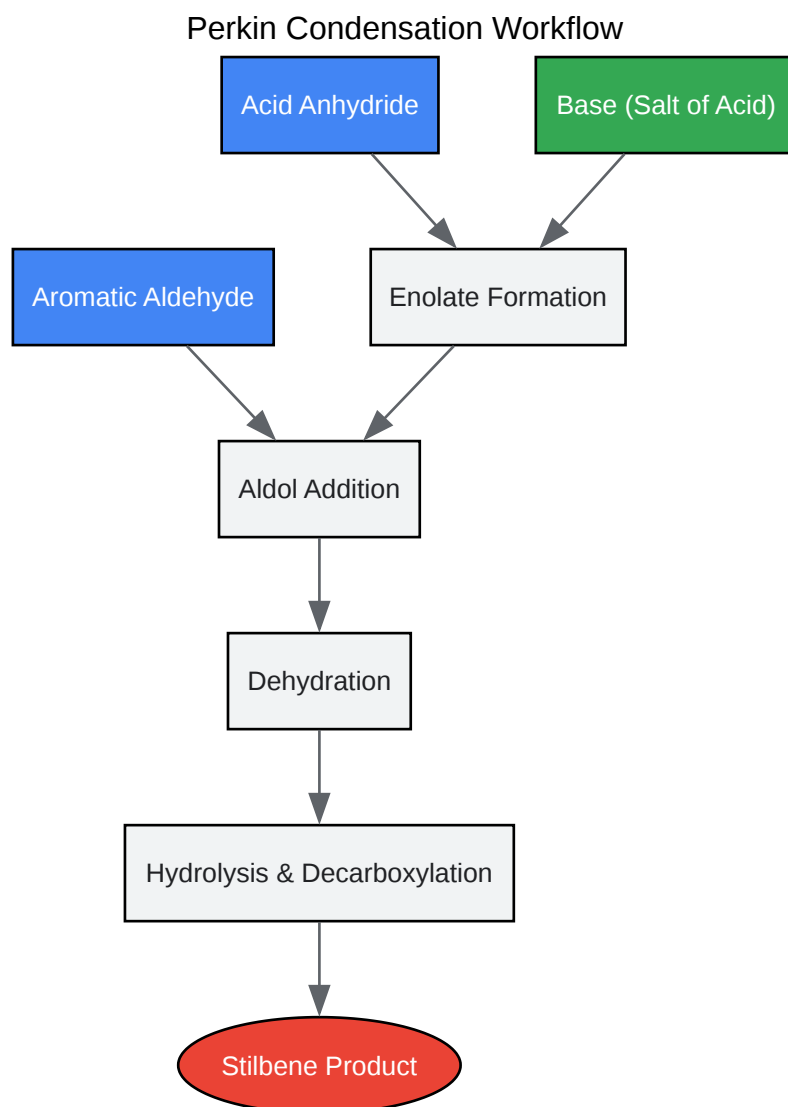 Perkin Condensation Workflow
Acid Anhydride
Base (Salt of Acid)
Aromatic Aldehyde
Enolate Formation
Aldol Addition
Dehydration
Hydrolysis & Decarboxylation
Stilbene Product